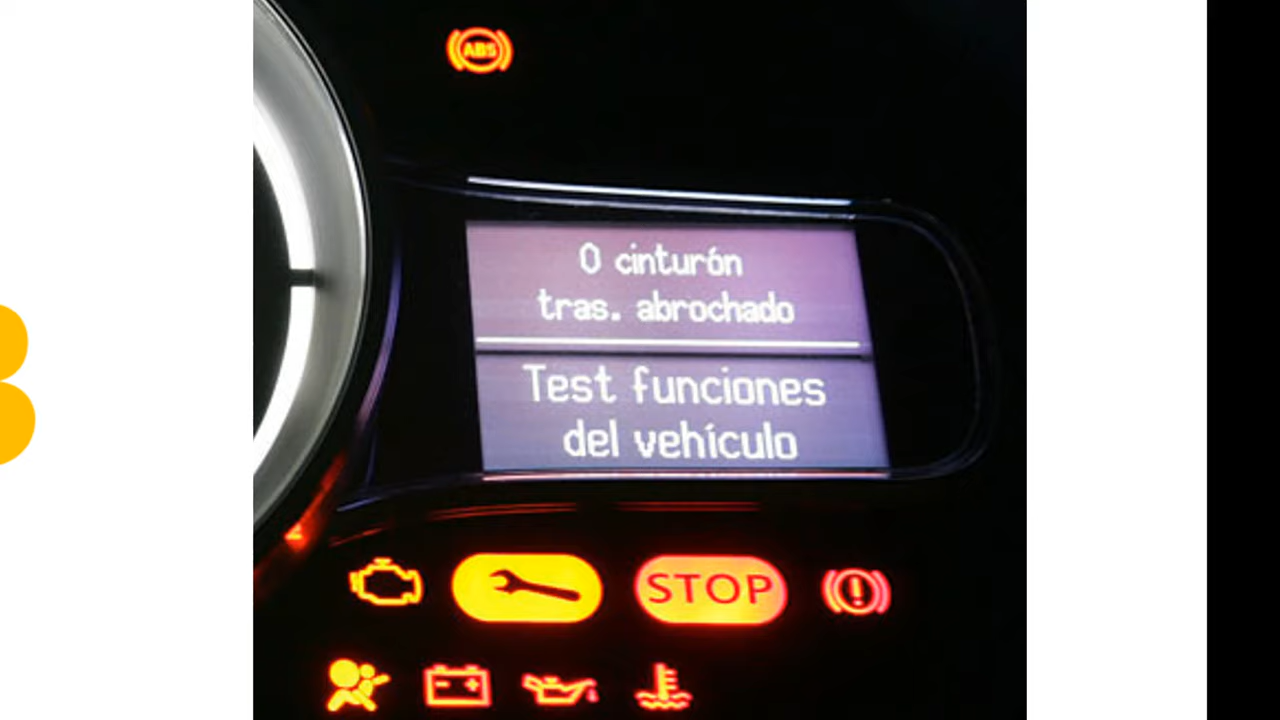 ABS
0 cinturón
tras. abrochado
Test funciones
del vehículo
STOP